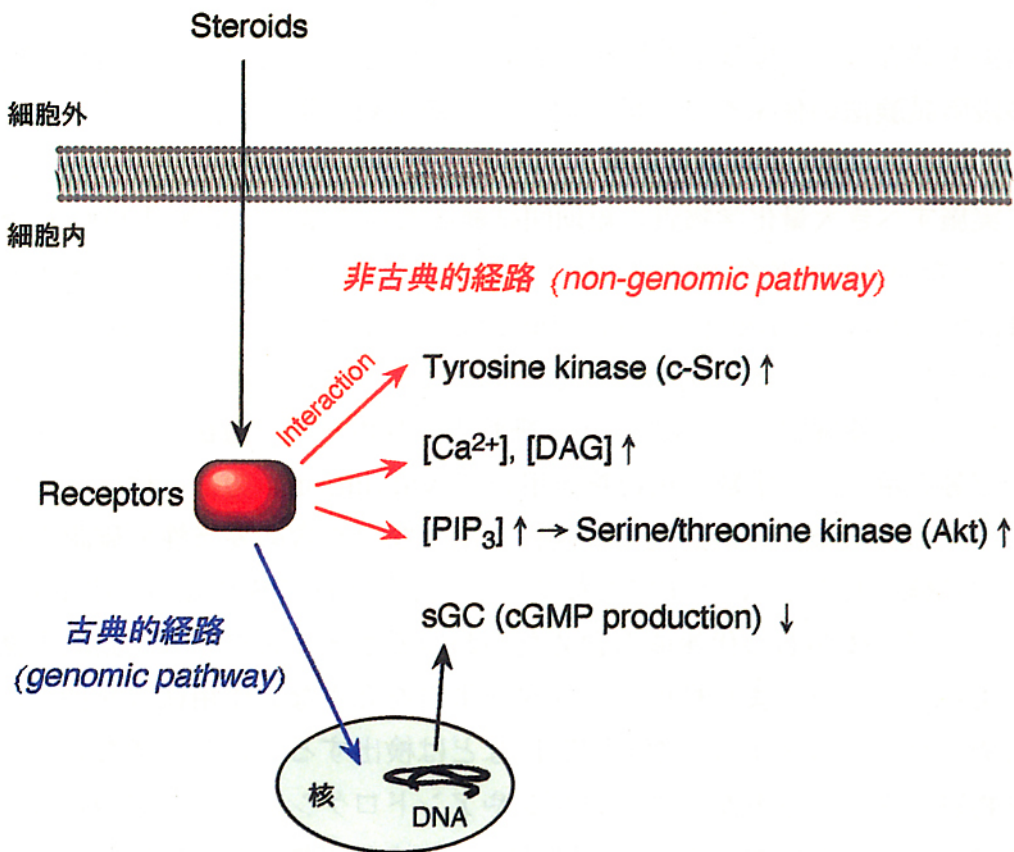 Steroids
細胞外
細胞内
非古典的経路 (non-genomic pathway)
Interaction
Tyrosine kinase (c-Src) ↑
[Ca²⁺], [DAG] ↑
Receptors
[PIP₃] ↑ → Serine/threonine kinase (Akt) ↑
古典的経路
(genomic pathway)
sGC (cGMP production) ↓
核
DNA